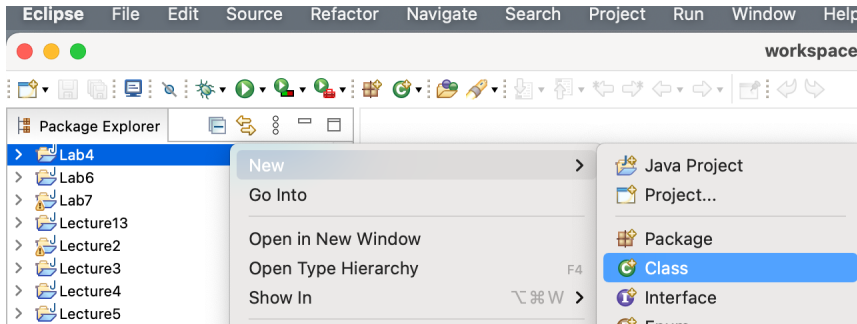 Eclipse File Edit Source Refactor Navigate Search Project Run Window Help
workspace
Package Explorer
Lab4
Lab6
Lab7
Lecture13
Lecture2
Lecture3
Lecture4
Lecture5
New
Go Into
Open in New Window
Open Type Hierarchy F4
Show In ⌥⌘W
Java Project
Project...
Package
Class
Interface
Enum